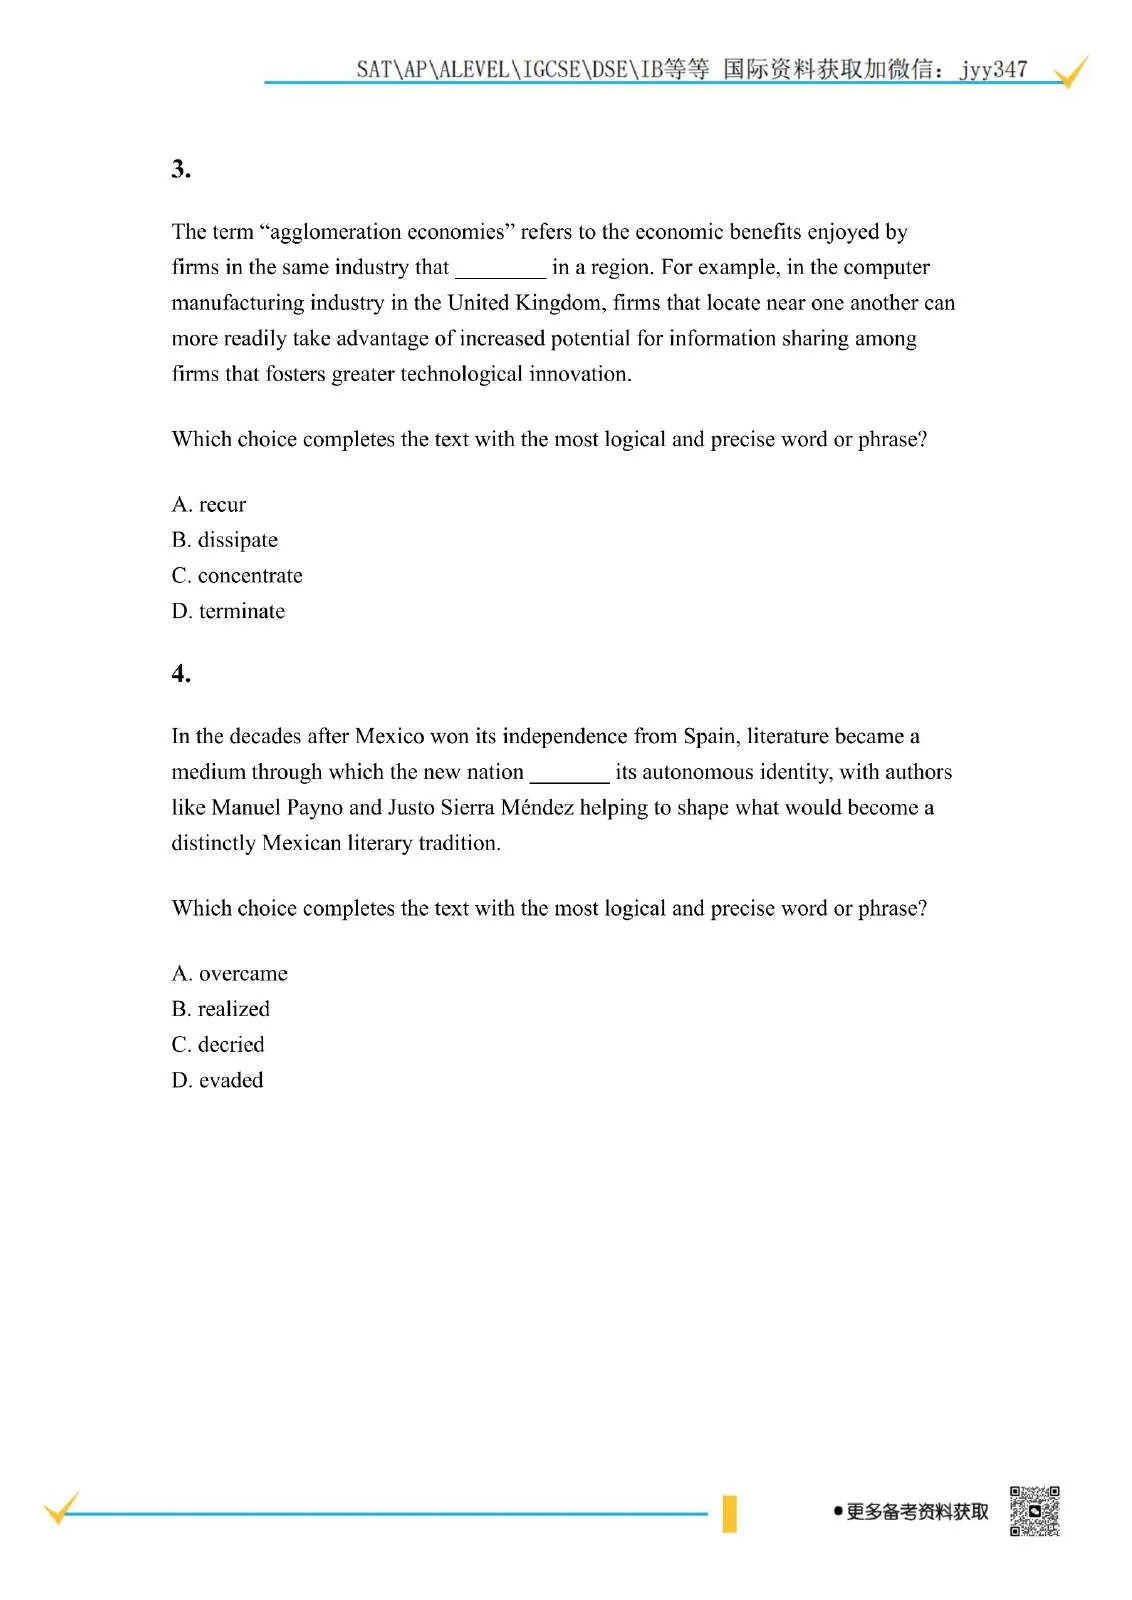 SAT\AP\ALEVEL\IGCSE\DSE\IB等等 国际资料获取加微信：jyy347
3.
The term “agglomeration economies” refers to the economic benefits enjoyed by
firms in the same industry that ________ in a region. For example, in the computer
manufacturing industry in the United Kingdom, firms that locate near one another can
more readily take advantage of increased potential for information sharing among
firms that fosters greater technological innovation.
Which choice completes the text with the most logical and precise word or phrase?
A. recur
B. dissipate
C. concentrate
D. terminate
4.
In the decades after Mexico won its independence from Spain, literature became a
medium through which the new nation _______ its autonomous identity, with authors
like Manuel Payno and Justo Sierra Méndez helping to shape what would become a
distinctly Mexican literary tradition.
Which choice completes the text with the most logical and precise word or phrase?
A. overcame
B. realized
C. decried
D. evaded
•更多备考资料获取